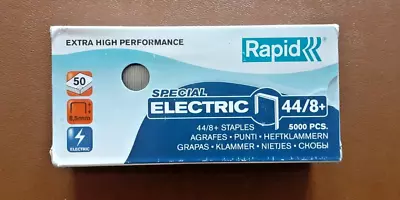 EXTRA HIGH PERFORMANCE
Rapid
50
SPECIAL
ELECTRIC 44/8+
8,5mm
44/8+ STAPLES 5000 PCS.
AGRAFES • PUNTI • HEFTKLAMMERN
ELECTRIC
GRAPAS • KLAMMER • NIETJES • СКОБЫ